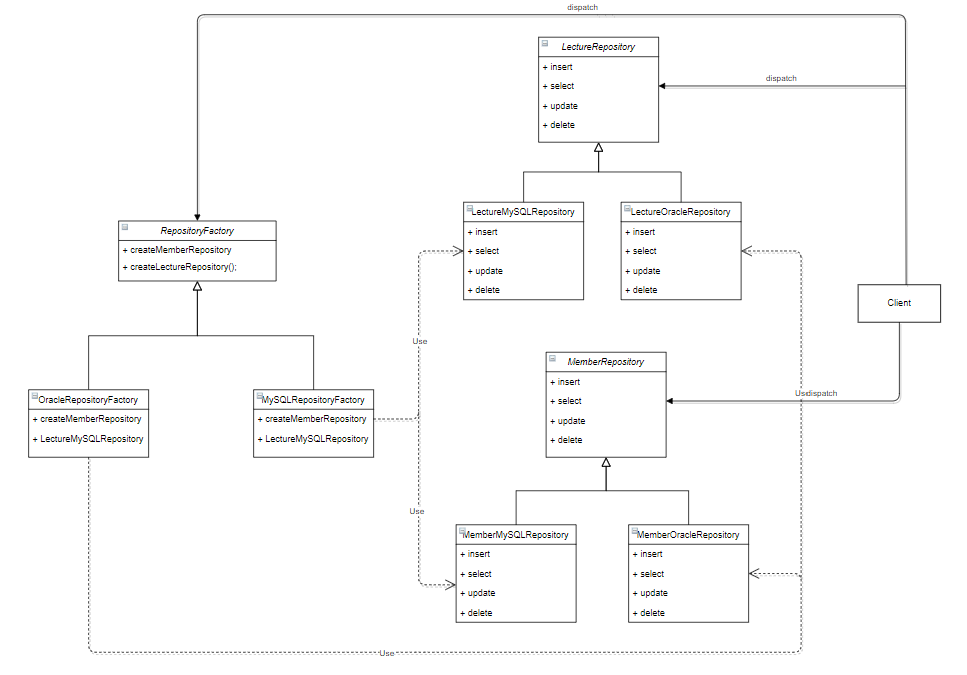 dispatch
LectureRepository
+ insert
+ select
+ update
+ delete
dispatch
LectureMySQLRepository
+ insert
+ select
+ update
+ delete
LectureOracleRepository
+ insert
+ select
+ update
+ delete
RepositoryFactory
+ createMemberRepository
+ createLectureRepository();
Client
Use
MemberRepository
+ insert
+ select
+ update
+ delete
Use
dispatch
OracleRepositoryFactory
+ createMemberRepository
+ LectureMySQLRepository
MySQLRepositoryFactory
+ createMemberRepository
+ LectureMySQLRepository
Use
MemberMySQLRepository
+ insert
+ select
+ update
+ delete
MemberOracleRepository
+ insert
+ select
+ update
+ delete
Use